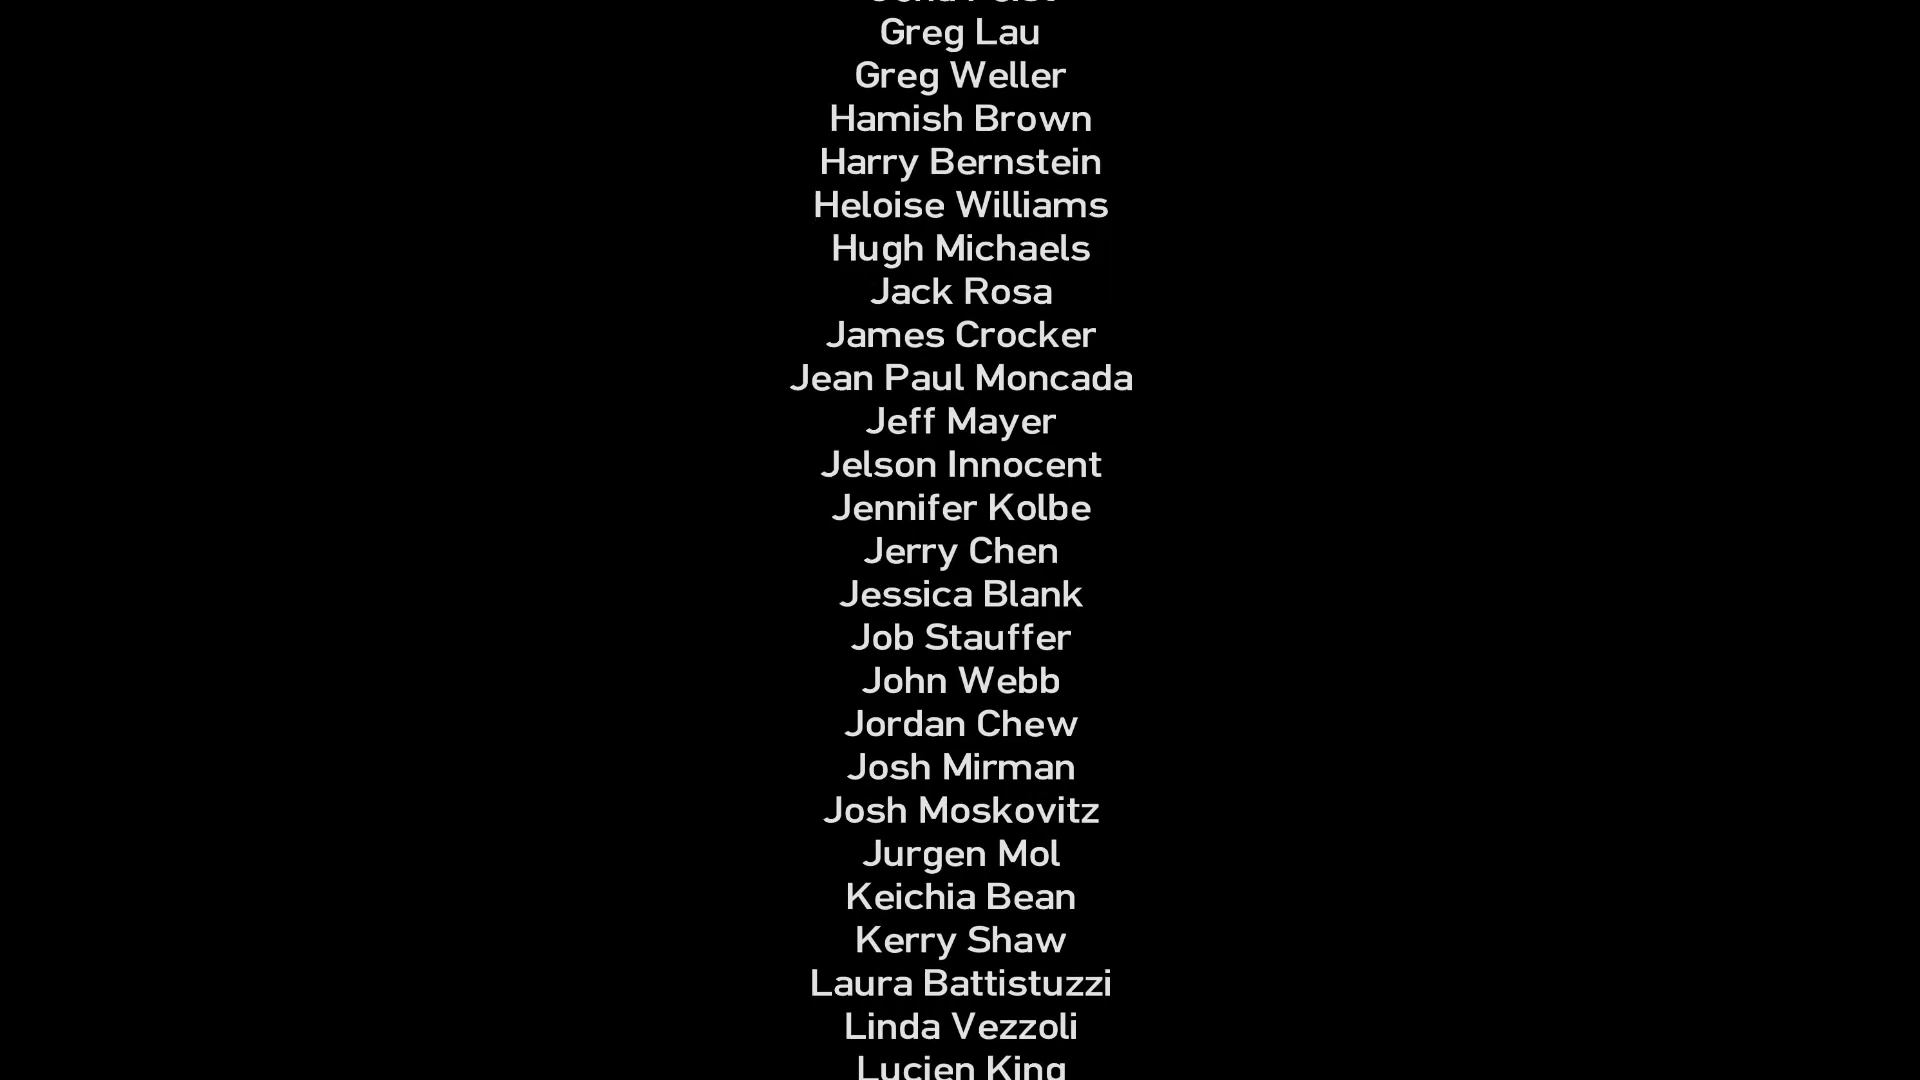 Greg Lau
Greg Weller
Hamish Brown
Harry Bernstein
Heloise Williams
Hugh Michaels
Jack Rosa
James Crocker
Jean Paul Moncada
Jeff Mayer
Jelson Innocent
Jennifer Kolbe
Jerry Chen
Jessica Blank
Job Stauffer
John Webb
Jordan Chew
Josh Mirman
Josh Moskovitz
Jurgen Mol
Keichia Bean
Kerry Shaw
Laura Battistuzzi
Linda Vezzoli
Lucien King